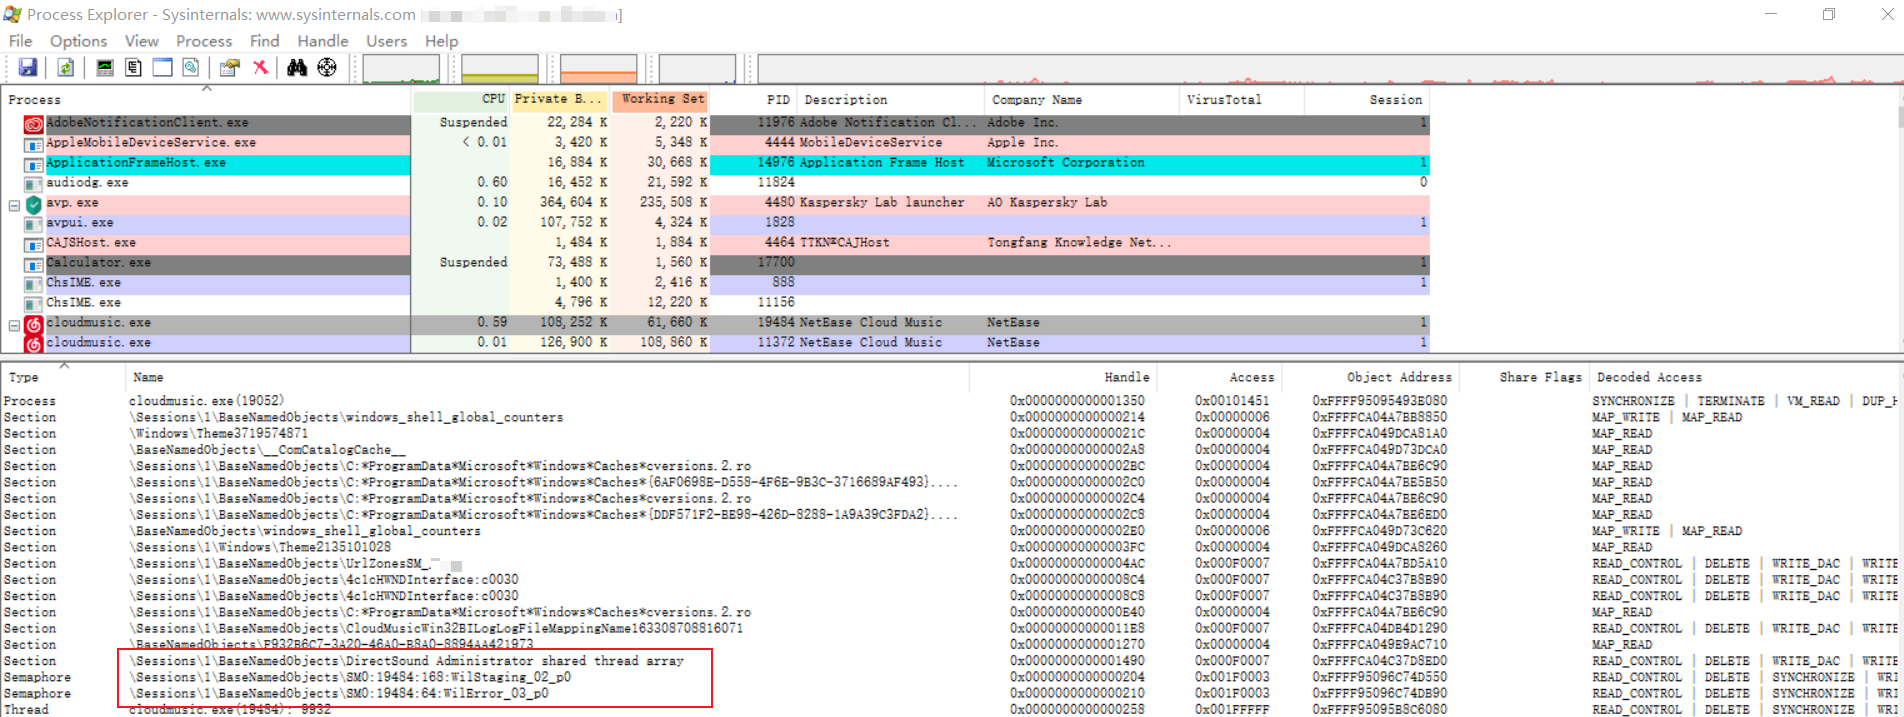 Process Explorer - Sysinternals: www.sysinternals.com [ ]
File Options View Process Find Handle Users Help
Process CPU Private B... Working Set PID Description Company Name VirusTotal Session
AdobeNotificationClient.exe Suspended 22,284 K 2,220 K 11976 Adobe Notification Cl... Adobe Inc. 1
AppleMobileDeviceService.exe < 0.01 3,420 K 5,348 K 4444 MobileDeviceService Apple Inc.
ApplicationFrameHost.exe 16,884 K 30,668 K 14976 Application Frame Host Microsoft Corporation 1
audiodg.exe 0.60 16,452 K 21,592 K 11824 0
avp.exe 0.10 364,604 K 235,508 K 4480 Kaspersky Lab launcher AO Kaspersky Lab
avpui.exe 0.02 107,752 K 4,324 K 1828 1
CAJSHost.exe 1,484 K 1,884 K 4464 TTKN®CAJHost Tongfang Knowledge Net...
Calculator.exe Suspended 73,488 K 1,560 K 17700 1
ChsIME.exe 1,400 K 2,416 K 888 1
ChsIME.exe 4,796 K 12,220 K 11156
cloudmusic.exe 0.59 108,252 K 61,660 K 19484 NetEase Cloud Music NetEase 1
cloudmusic.exe 0.01 126,900 K 108,860 K 11372 NetEase Cloud Music NetEase 1
Type Name Handle Access Object Address Share Flags Decoded Access
Process cloudmusic.exe(19052) 0x0000000000001350 0x00101451 0xFFFF95095493E080 SYNCHRONIZE | TERMINATE | VM_READ | DUP_H
Section \Sessions\1\BaseNamedObjects\windows_shell_global_counters 0x0000000000000214 0x00000006 0xFFFFCA04A7BB8850 MAP_WRITE | MAP_READ
Section \Windows\Theme3719574871 0x000000000000021C 0x00000004 0xFFFFCA049DCA81A0 MAP_READ
Section \BaseNamedObjects\__ComCatalogCache__ 0x00000000000002A8 0x00000004 0xFFFFCA049D73DCA0 MAP_READ
Section \Sessions\1\BaseNamedObjects\C:*ProgramData*Microsoft*Windows*Caches*cversions.2.ro 0x00000000000002BC 0x00000004 0xFFFFCA04A7BE6C90 MAP_READ
Section \Sessions\1\BaseNamedObjects\C:*ProgramData*Microsoft*Windows*Caches*{6AF0698E-D558-4F6E-9B3C-3716689AF493}.... 0x00000000000002C0 0x00000004 0xFFFFCA04A7BE5B50 MAP_READ
Section \Sessions\1\BaseNamedObjects\C:*ProgramData*Microsoft*Windows*Caches*cversions.2.ro 0x00000000000002C4 0x00000004 0xFFFFCA04A7BE6C90 MAP_READ
Section \Sessions\1\BaseNamedObjects\C:*ProgramData*Microsoft*Windows*Caches*{DDF571F2-BE98-426D-8288-1A9A39C3FDA2}.... 0x00000000000002C8 0x00000004 0xFFFFCA04A7BE6ED0 MAP_READ
Section \BaseNamedObjects\windows_shell_global_counters 0x00000000000002E0 0x00000006 0xFFFFCA049D73C620 MAP_WRITE | MAP_READ
Section \Sessions\1\Windows\Theme2135101028 0x00000000000003FC 0x00000004 0xFFFFCA049DCA8260 MAP_READ
Section \Sessions\1\BaseNamedObjects\UrlZonesSM_ 0x00000000000004AC 0x000F0007 0xFFFFCA04A7BD5A10 READ_CONTROL | DELETE | WRITE_DAC | WRITE
Section \Sessions\1\BaseNamedObjects\4c1cHWNDInterface:c0030 0x00000000000008C4 0x000F0007 0xFFFFCA04C37B8B90 READ_CONTROL | DELETE | WRITE_DAC | WRITE
Section \Sessions\1\BaseNamedObjects\4c1cHWNDInterface:c0030 0x00000000000008C8 0x000F0007 0xFFFFCA04C37B8B90 READ_CONTROL | DELETE | WRITE_DAC | WRITE
Section \Sessions\1\BaseNamedObjects\C:*ProgramData*Microsoft*Windows*Caches*cversions.2.ro 0x0000000000000E40 0x00000004 0xFFFFCA04A7BE6C90 MAP_READ
Section \Sessions\1\BaseNamedObjects\CloudMusicWin32BILogLogFileMappingName163308708816071 0x00000000000011E8 0x000F0007 0xFFFFCA04DB4D1290 READ_CONTROL | DELETE | WRITE_DAC | WRITE
Section \BaseNamedObjects\F932B6C7-3A20-46A0-B8A0-8894AA421973 0x0000000000001270 0x00000004 0xFFFFCA049E9AC710 MAP_READ
Section \Sessions\1\BaseNamedObjects\DirectSound Administrator shared thread array 0x0000000000001490 0x000F0007 0xFFFFCA04C37D8ED0 READ_CONTROL | DELETE | WRITE_DAC | WRITE
Semaphore \Sessions\1\BaseNamedObjects\SM0:19484:168:WilStaging_02_p0 0x0000000000000204 0x001F0003 0xFFFF95096C74D550 READ_CONTROL | DELETE | SYNCHRONIZE | WRI
Semaphore \Sessions\1\BaseNamedObjects\SM0:19484:64:WilError_03_p0 0x0000000000000210 0x001F0003 0xFFFF95096C74DB90 READ_CONTROL | DELETE | SYNCHRONIZE | WRI
Thread cloudmusic.exe(19484): 9932 0x0000000000000258 0x001FFFFF 0xFFFF95095B8C6080 READ_CONTROL | DELETE | SYNCHRONIZE | WRI